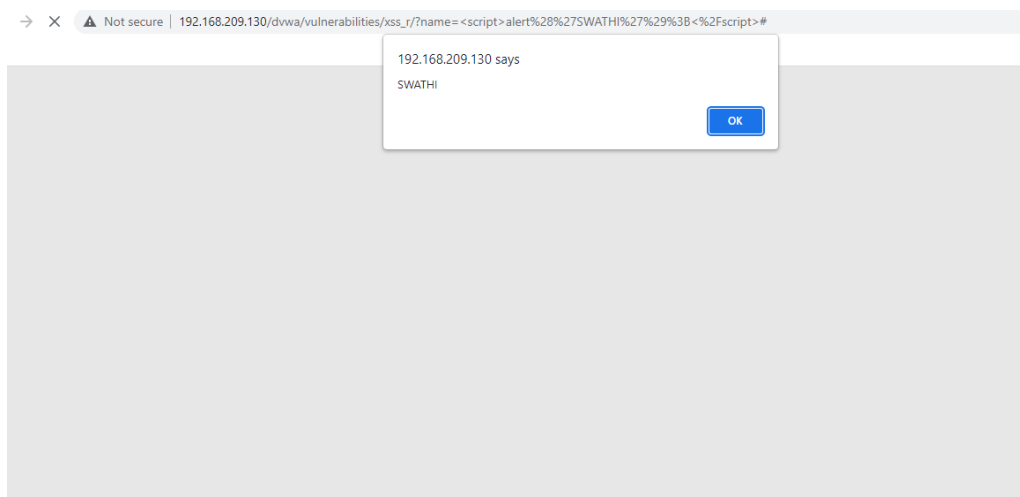 Not secure | 192.168.209.130/dvwa/vulnerabilities/xss_r/?name=<script>alert%28%27SWATHI%27%29%3B<%2Fscript>#
192.168.209.130 says
SWATHI
OK